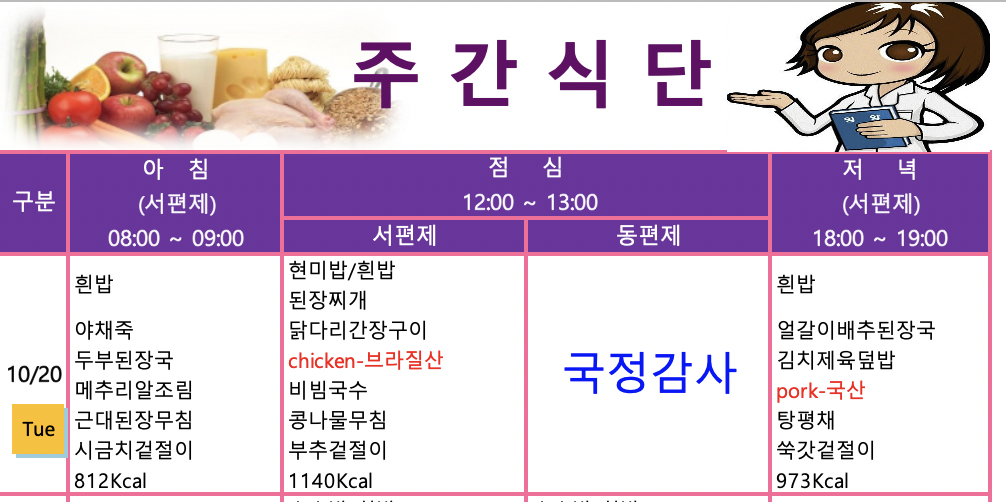 주간식단
구분
아 침
(서편제)
08:00 ~ 09:00
점 심
12:00 ~ 13:00
서편제
동편제
저 녁
(서편제)
18:00 ~ 19:00
10/20
Tue
흰밥
야채죽
두부된장국
메추리알조림
근대된장무침
시금치겉절이
812Kcal
현미밥/흰밥
된장찌개
닭다리간장구이
chicken-브라질산
비빔국수
콩나물무침
부추겉절이
1140Kcal
국정감사
흰밥
얼갈이배추된장국
김치제육덮밥
pork-국산
탕평채
쑥갓겉절이
973Kcal